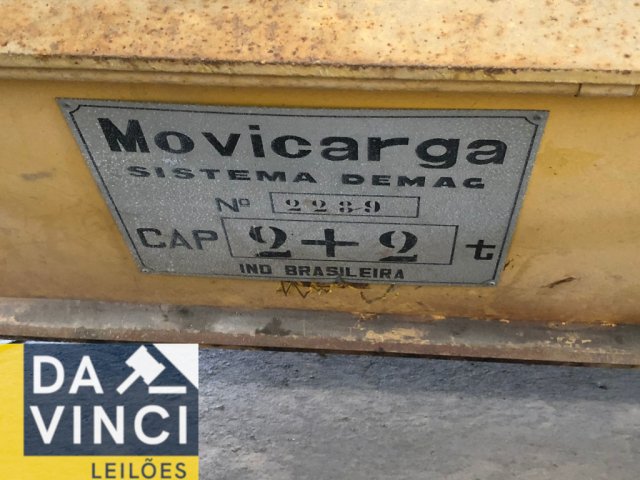 Movicarga
SISTEMA DEMAG
Nº 2289
CAP 2+2 t
IND BRASILEIRA
DA
VINCI
LEILÕES